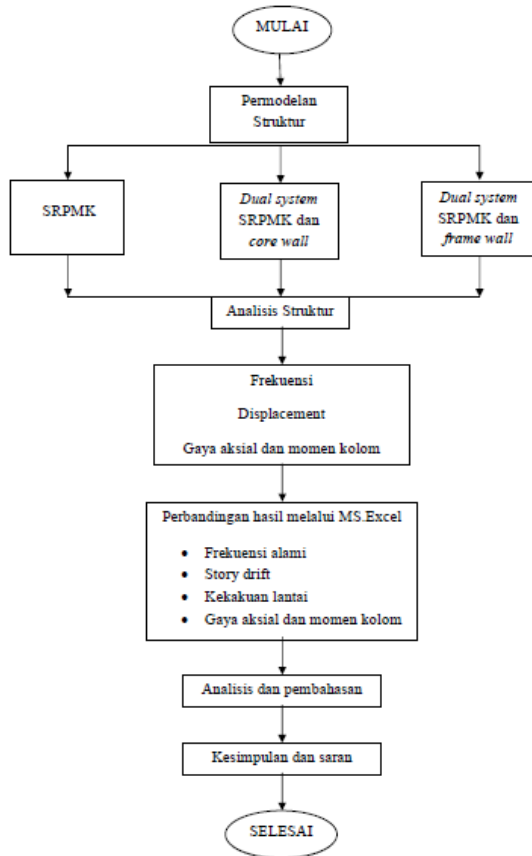 MULAI
Permodelan
Struktur
SRPMK
Dual system
SRPMK dan
core wall
Dual system
SRPMK dan
frame wall
Analisis Struktur
Frekuensi
Displacement
Gaya aksial dan momen kolom
Perbandingan hasil melalui MS.Excel
• Frekuensi alami
• Story drift
• Kekakuan lantai
• Gaya aksial dan momen kolom
Analisis dan pembahasan
Kesimpulan dan saran
SELESAI